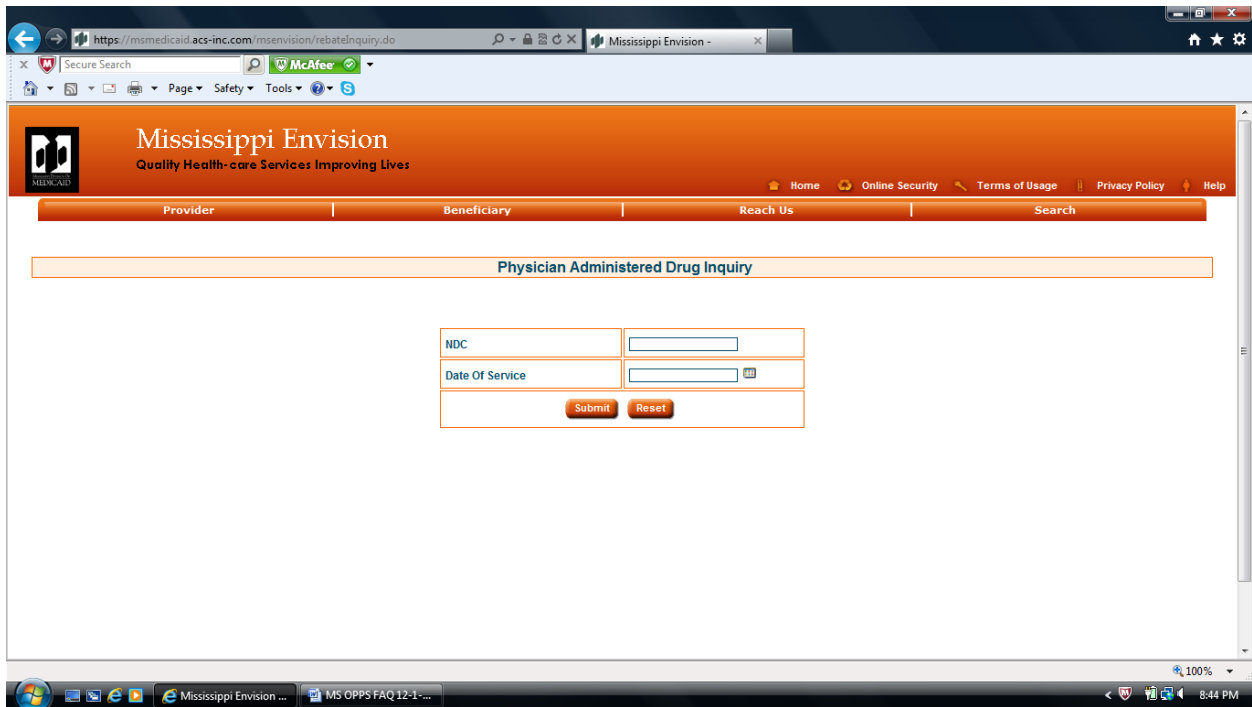 https://msmedicaid.acs-inc.com/msenvision/rebateInquiry.do
Mississippi Envision -
Secure Search
McAfee
Page Safety Tools
MEDICAID
Mississippi Envision
Quality Health-care Services Improving Lives
Home Online Security Terms of Usage Privacy Policy Help
Provider Beneficiary Reach Us Search
Physician Administered Drug Inquiry
NDC
Date Of Service
Submit Reset
100%
Mississippi Envision ... MS OPPS FAQ 12-1-... 8:44 PM